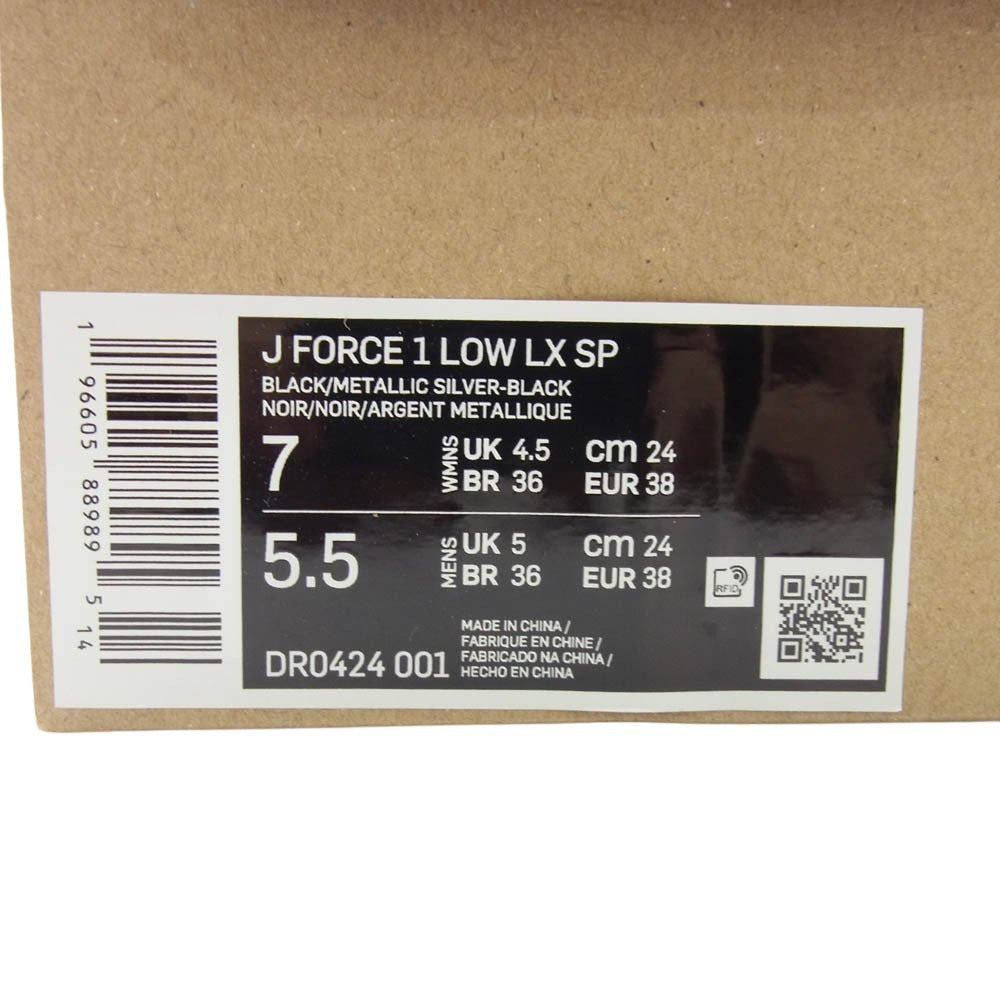 J FORCE 1 LOW LX SP
BLACK/METALLIC SILVER-BLACK
NOIR/NOIR/ARGENT METALLIQUE
7 WMNS UK 4.5 cm 24
BR 36 EUR 38
5.5 MENS UK 5 cm 24
BR 36 EUR 38
RFID
DR0424 001
MADE IN CHINA /
FABRIQUE EN CHINE /
FABRICADO NA CHINA /
HECHO EN CHINA
1 96605 88989 5 14